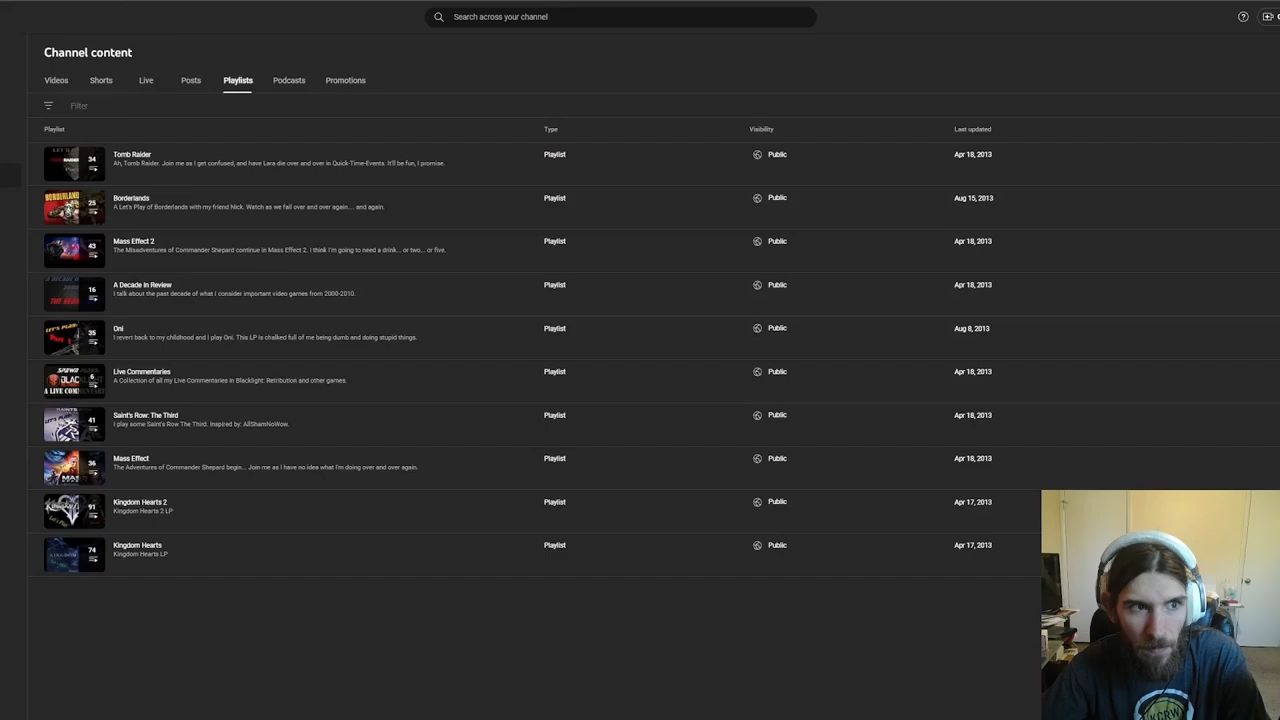 Search across your channel
Channel content
Videos Shorts Live Posts Playlists Podcasts Promotions
Filter
Playlist Type Visibility Last updated
34
Tomb Raider
Ah, Tomb Raider. Join me as I get confused, and have Lara die over and over in Quick-Time-Events. It'll be fun, I promise.
Playlist Public Apr 18, 2013
BORDERLAND
25
Borderlands
A Let's Play of Borderlands with my friend Nick. Watch as we fail over and over again.... and again.
Playlist Public Aug 15, 2013
43
Mass Effect 2
The Misadventures of Commander Shepard continue in Mass Effect 2. I think I'm going to need a drink... or two... or five.
Playlist Public Apr 18, 2013
16
A Decade In Review
I talk about the past decade of what I consider important video games from 2000-2010.
Playlist Public Apr 18, 2013
LET'S PLAY
35
Oni
I revert back to my childhood and I play Oni. This LP is chalked full of me being dumb and doing stupid things.
Playlist Public Aug 8, 2013
6
A LIVE COMMENTARY
Live Commentaries
A Collection of all my Live Commentaries in Blacklight: Retribution and other games.
Playlist Public Apr 18, 2013
41
Saint's Row: The Third
I play some Saint's Row The Third. Inspired by: AllShamNoWow.
Playlist Public Apr 18, 2013
36
Mass Effect
The Adventures of Commander Shepard begin... Join me as I have no idea what I'm doing over and over again.
Playlist Public Apr 18, 2013
91
Kingdom Hearts 2
Kingdom Hearts 2 LP
Playlist Public Apr 17, 2013
74
Kingdom Hearts
Kingdom Hearts LP
Playlist Public Apr 17, 2013